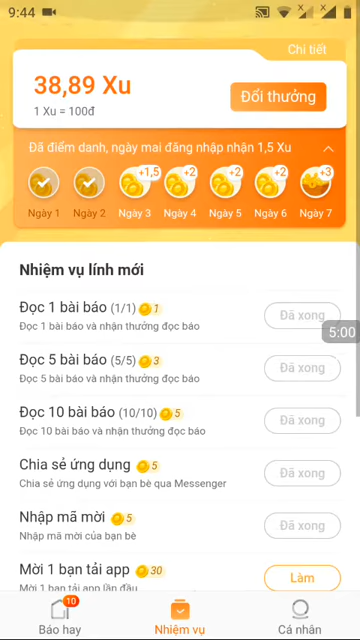 9:44
Chi tiết
38,89 Xu
1 Xu = 100đ
Đổi thưởng
Đã điểm danh, ngày mai đăng nhập nhận 1,5 Xu
+1,5 +2 +2 +2 +3
Ngày 1 Ngày 2 Ngày 3 Ngày 4 Ngày 5 Ngày 6 Ngày 7
Nhiệm vụ lính mới
Đọc 1 bài báo (1/1) 1
Đọc 1 bài báo và nhận thưởng đọc báo
Đã xong
5:00
Đọc 5 bài báo (5/5) 3
Đọc 5 bài báo và nhận thưởng đọc báo
Đã xong
Đọc 10 bài báo (10/10) 5
Đọc 10 bài báo và nhận thưởng đọc báo
Đã xong
Chia sẻ ứng dụng 5
Chia sẻ ứng dụng với bạn bè qua Messenger
Đã xong
Nhập mã mời 5
Nhập mã mời của bạn bè
Đã xong
Mời 1 bạn tải app 30
Mời 1 bạn tải app lần đầu
Làm
10
Báo hay Nhiệm vụ Cá nhân